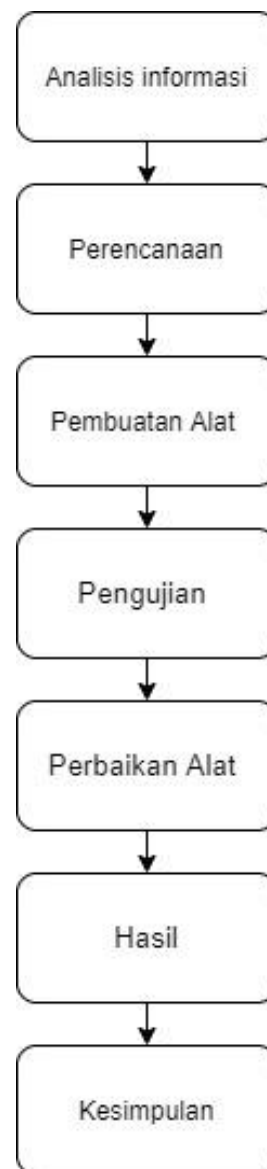 Analisis informasi
Perencanaan
Pembuatan Alat
Pengujian
Perbaikan Alat
Hasil
Kesimpulan